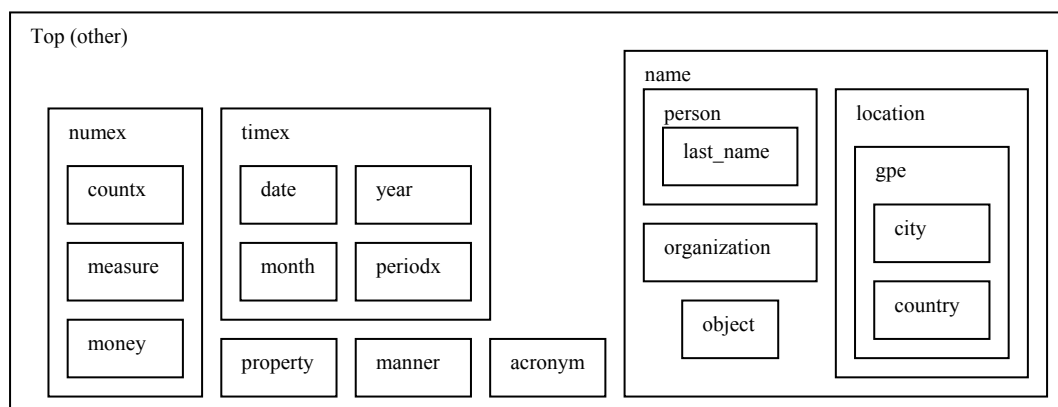 Top (other)
numex
countx
measure
money
timex
date
year
month
periodx
property
manner
acronym
name
person
last_name
organization
object
location
gpe
city
country